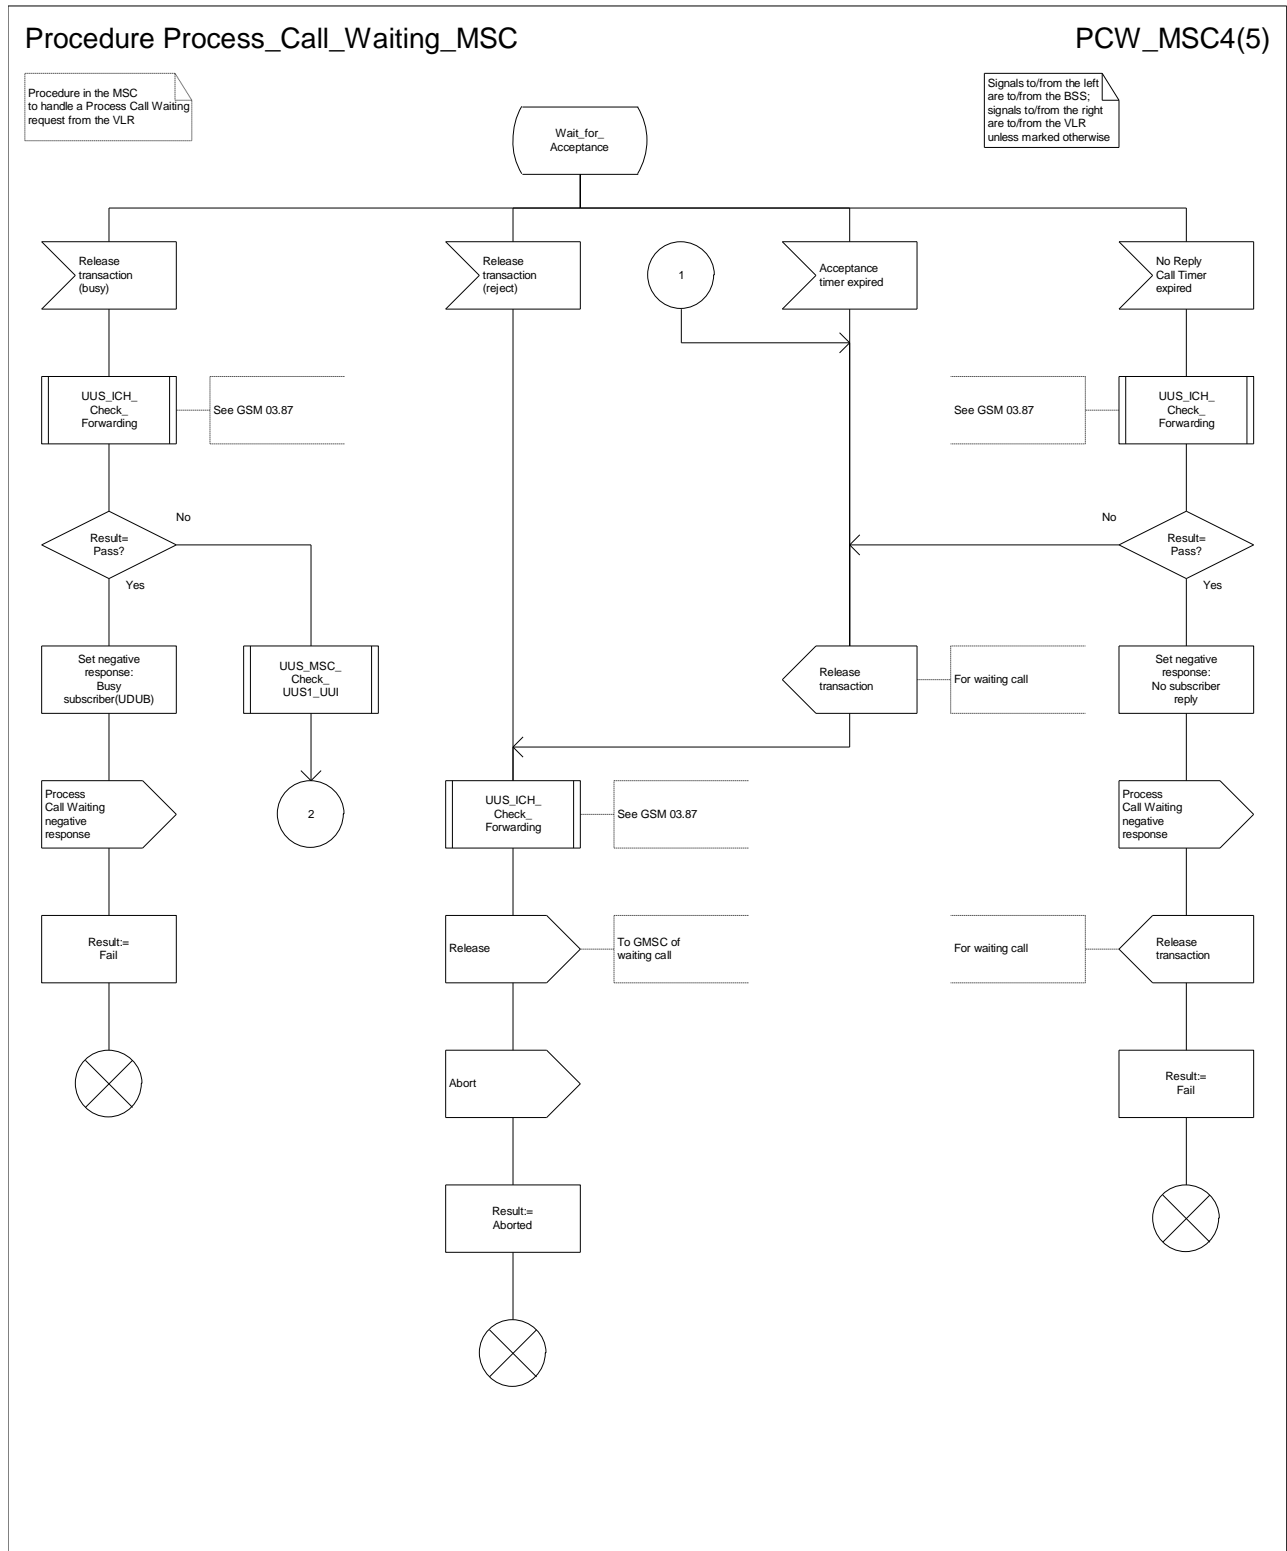 Procedure Process_Call_Waiting_MSC
PCW_MSC4(5)
Procedure in the MSC
to handle a Process Call Waiting
request from the VLR
Signals to/from the left
are to/from the BSS;
signals to/from the right
are to/from the VLR
unless marked otherwise
Wait_for_
Acceptance
Release
transaction
(busy)
Release
transaction
(reject)
1
Acceptance
timer expired
No Reply
Call Timer
expired
UUS_ICH_
Check_
Forwarding
See GSM 03.87
See GSM 03.87
UUS_ICH_
Check_
Forwarding
Result=
Pass?
No
Yes
No
Result=
Pass?
Yes
Set negative
response:
Busy
subscriber(UDUB)
UUS_MSC_
Check_
UUS1_UUI
Release
transaction
For waiting call
Set negative
response:
No subscriber
reply
Process
Call Waiting
negative
response
2
UUS_ICH_
Check_
Forwarding
See GSM 03.87
Process
Call Waiting
negative
response
Result:=
Fail
Release
To GMSC of
waiting call
For waiting call
Release
transaction
Abort
Result:=
Fail
Result:=
Aborted